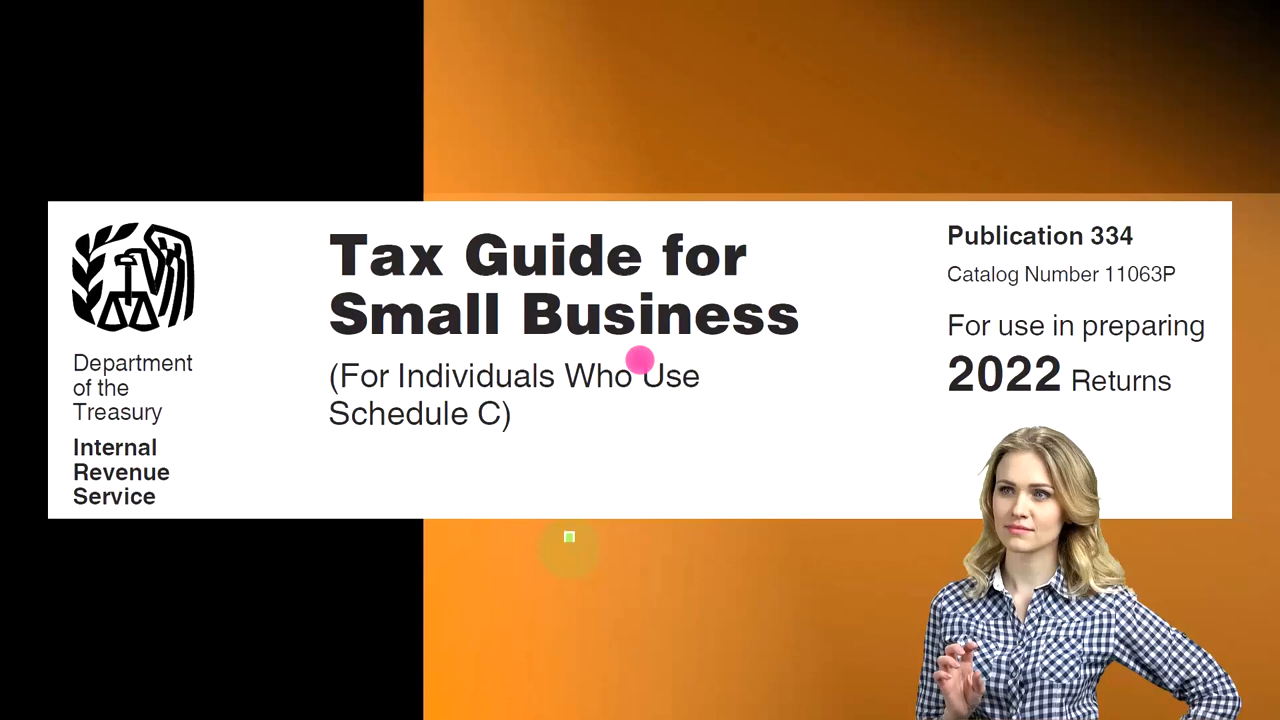 Department
of the
Treasury
Internal
Revenue
Service
Tax Guide for
Small Business
(For Individuals Who Use
Schedule C)
Publication 334
Catalog Number 11063P
For use in preparing
2022 Returns